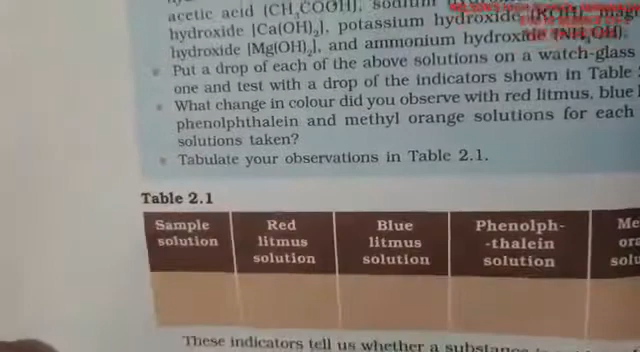 acetic acid (CH₃COOH), sodium
hydroxide [Ca(OH)₂], potassium hydroxide (KOH)
hydroxide [Mg(OH)₂], and ammonium hydroxide (NH₄OH).
• Put a drop of each of the above solutions on a watch-glass
one and test with a drop of the indicators shown in Table
• What change in colour did you observe with red litmus, blue
phenolphthalein and methyl orange solutions for each
solutions taken?
• Tabulate your observations in Table 2.1.
Table 2.1
Sample solution
Red litmus solution
Blue litmus solution
Phenolph- -thalein solution
These indicators tell us whether a substance